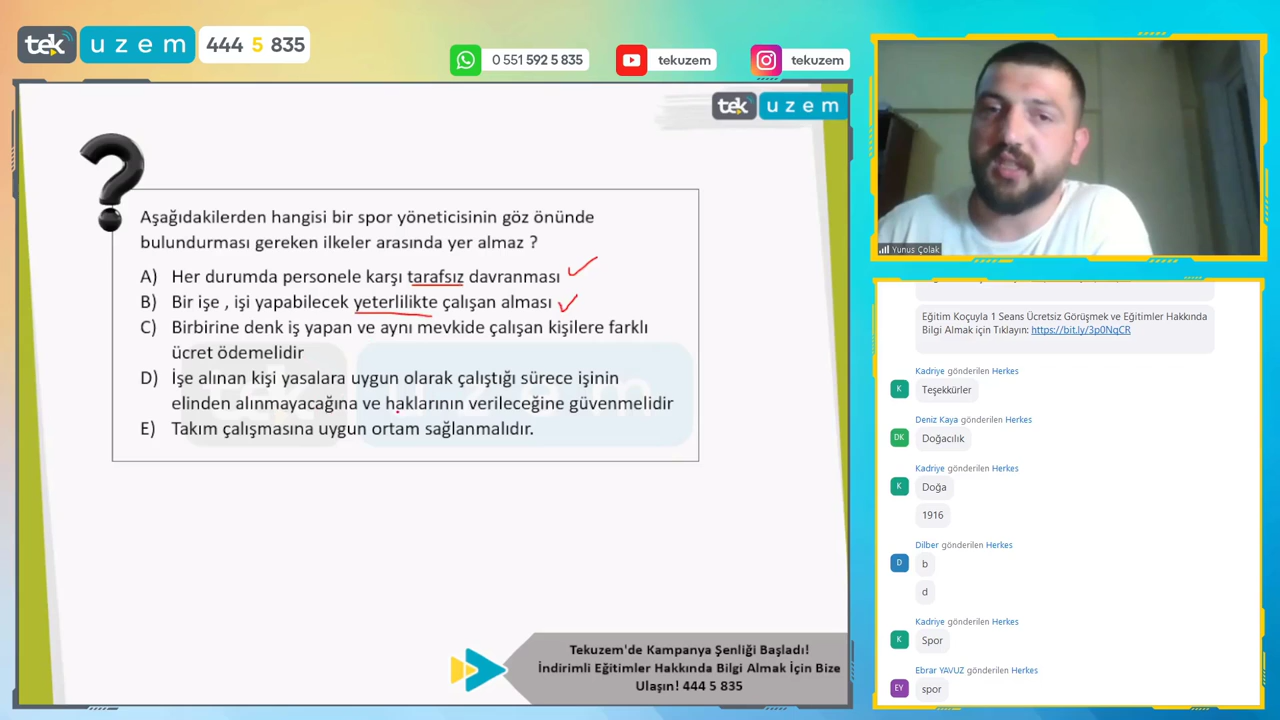 tek uzem 444 5 835
0 551 592 5 835
tekuzem
tekuzem
tek uzem
?
Aşağıdakilerden hangisi bir spor yöneticisinin göz önünde
bulundurması gereken ilkeler arasında yer almaz ?
A) Her durumda personele karşı tarafsız davranması
B) Bir işe , işi yapabilecek yeterlilikte çalışan alması
C) Birbirine denk iş yapan ve aynı mevkide çalışan kişilere farklı
ücret ödemelidir
D) İşe alınan kişi yasalara uygun olarak çalıştığı sürece işinin
elinden alınmayacağına ve haklarının verileceğine güvenmelidir
E) Takım çalışmasına uygun ortam sağlanmalıdır.
Tekuzem'de Kampanya Şenliği Başladı!
İndirimli Eğitimler Hakkında Bilgi Almak İçin Bize
Ulaşın! 444 5 835
Yunus Çolak
Eğitim Koçuyla 1 Seans Ücretsiz Görüşmek ve Eğitimler Hakkında
Bilgi Almak için Tıklayın: https://bit.ly/3p0NqCR
Kadriye gönderilen Herkes
K Teşekkürler
Deniz Kaya gönderilen Herkes
DK Doğacılık
Kadriye gönderilen Herkes
K Doğa
1916
Dilber gönderilen Herkes
D b
d
Kadriye gönderilen Herkes
K Spor
Ebrar YAVUZ gönderilen Herkes
EY spor